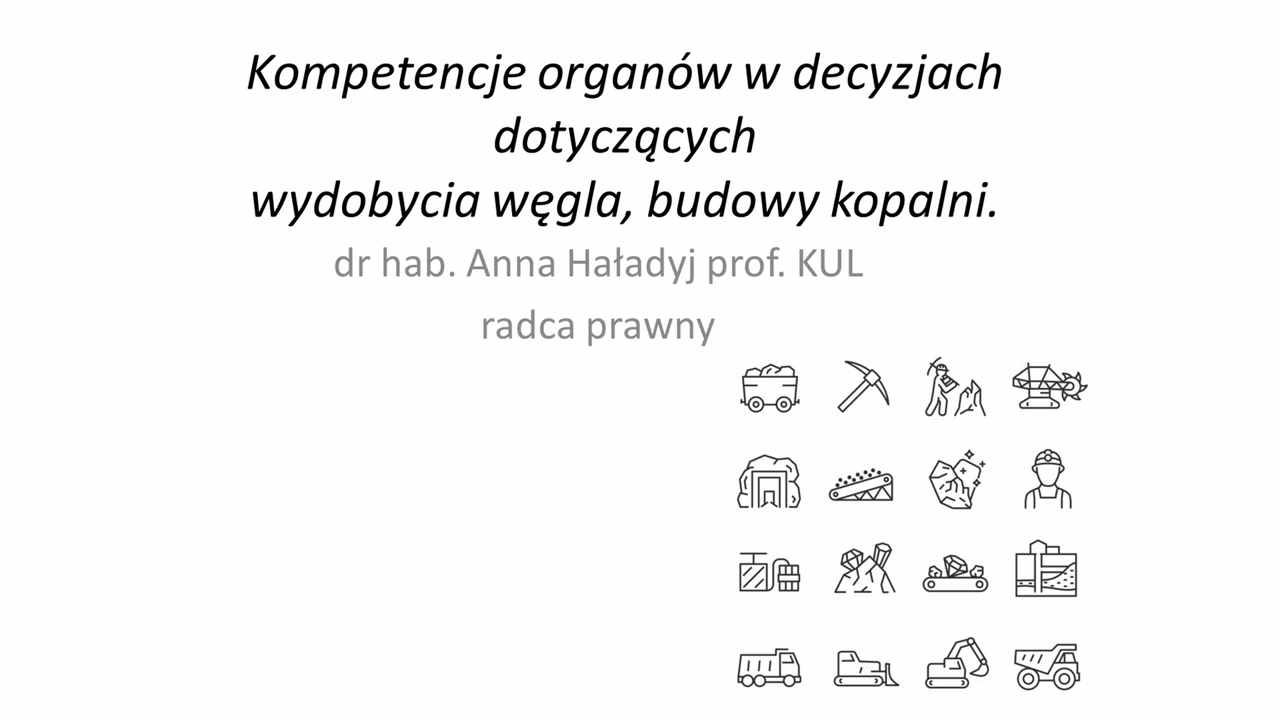 Kompetencje organów w decyzjach
dotyczących
wydobycia węgla, budowy kopalni.
dr hab. Anna Haładyj prof. KUL
radca prawny